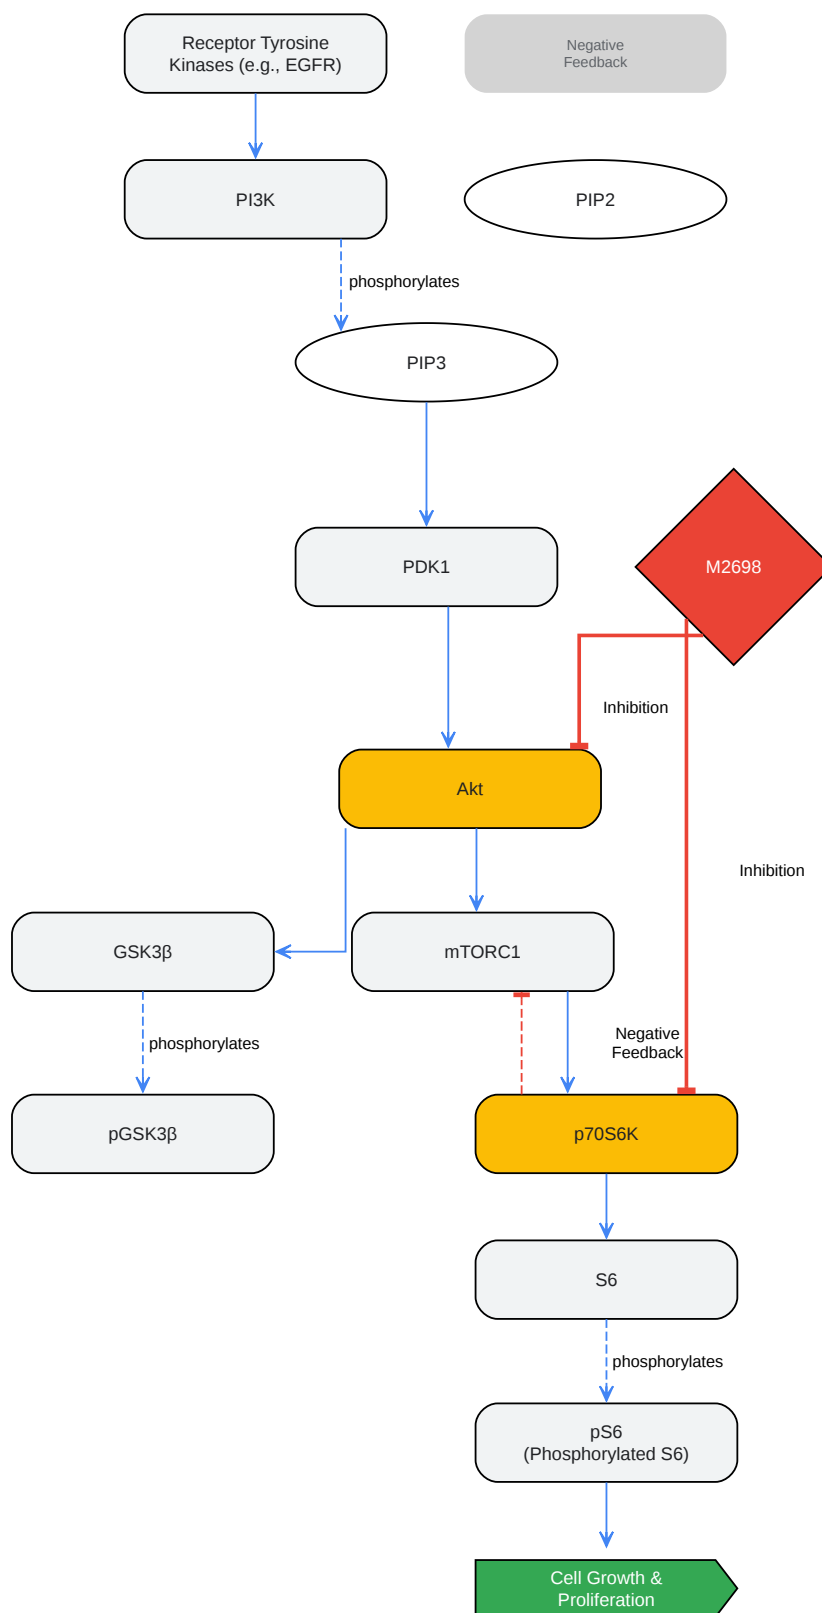 Receptor Tyrosine
Kinases (e.g., EGFR)
Negative
Feedback
PI3K
PIP2
phosphorylates
PIP3
PDK1
M2698
Inhibition
Akt
Inhibition
GSK3β
mTORC1
phosphorylates
Negative
Feedback
pGSK3β
p70S6K
S6
phosphorylates
pS6
(Phosphorylated S6)
Cell Growth &
Proliferation